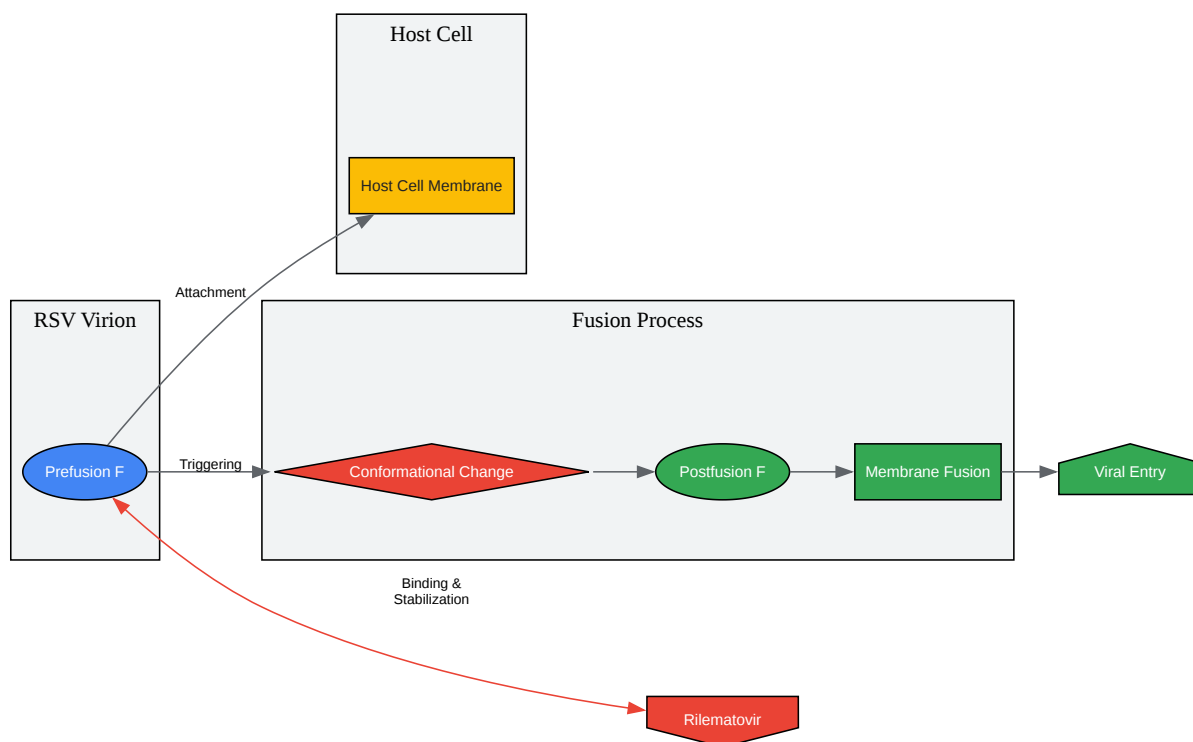 Host Cell
Host Cell Membrane
Attachment
RSV Virion
Fusion Process
Prefusion F
Triggering
Conformational Change
Postfusion F
Membrane Fusion
Viral Entry
Binding &
Stabilization
Rilematovir